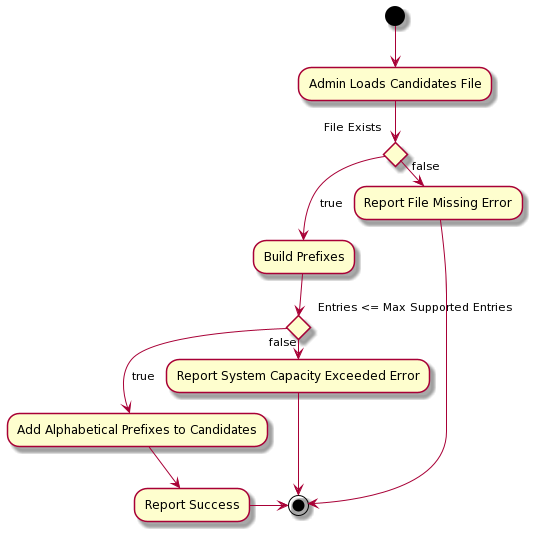 Admin Loads Candidates File
File Exists
false
true
Report File Missing Error
Build Prefixes
Entries <= Max Supported Entries
false
true
Report System Capacity Exceeded Error
Add Alphabetical Prefixes to Candidates
Report Success